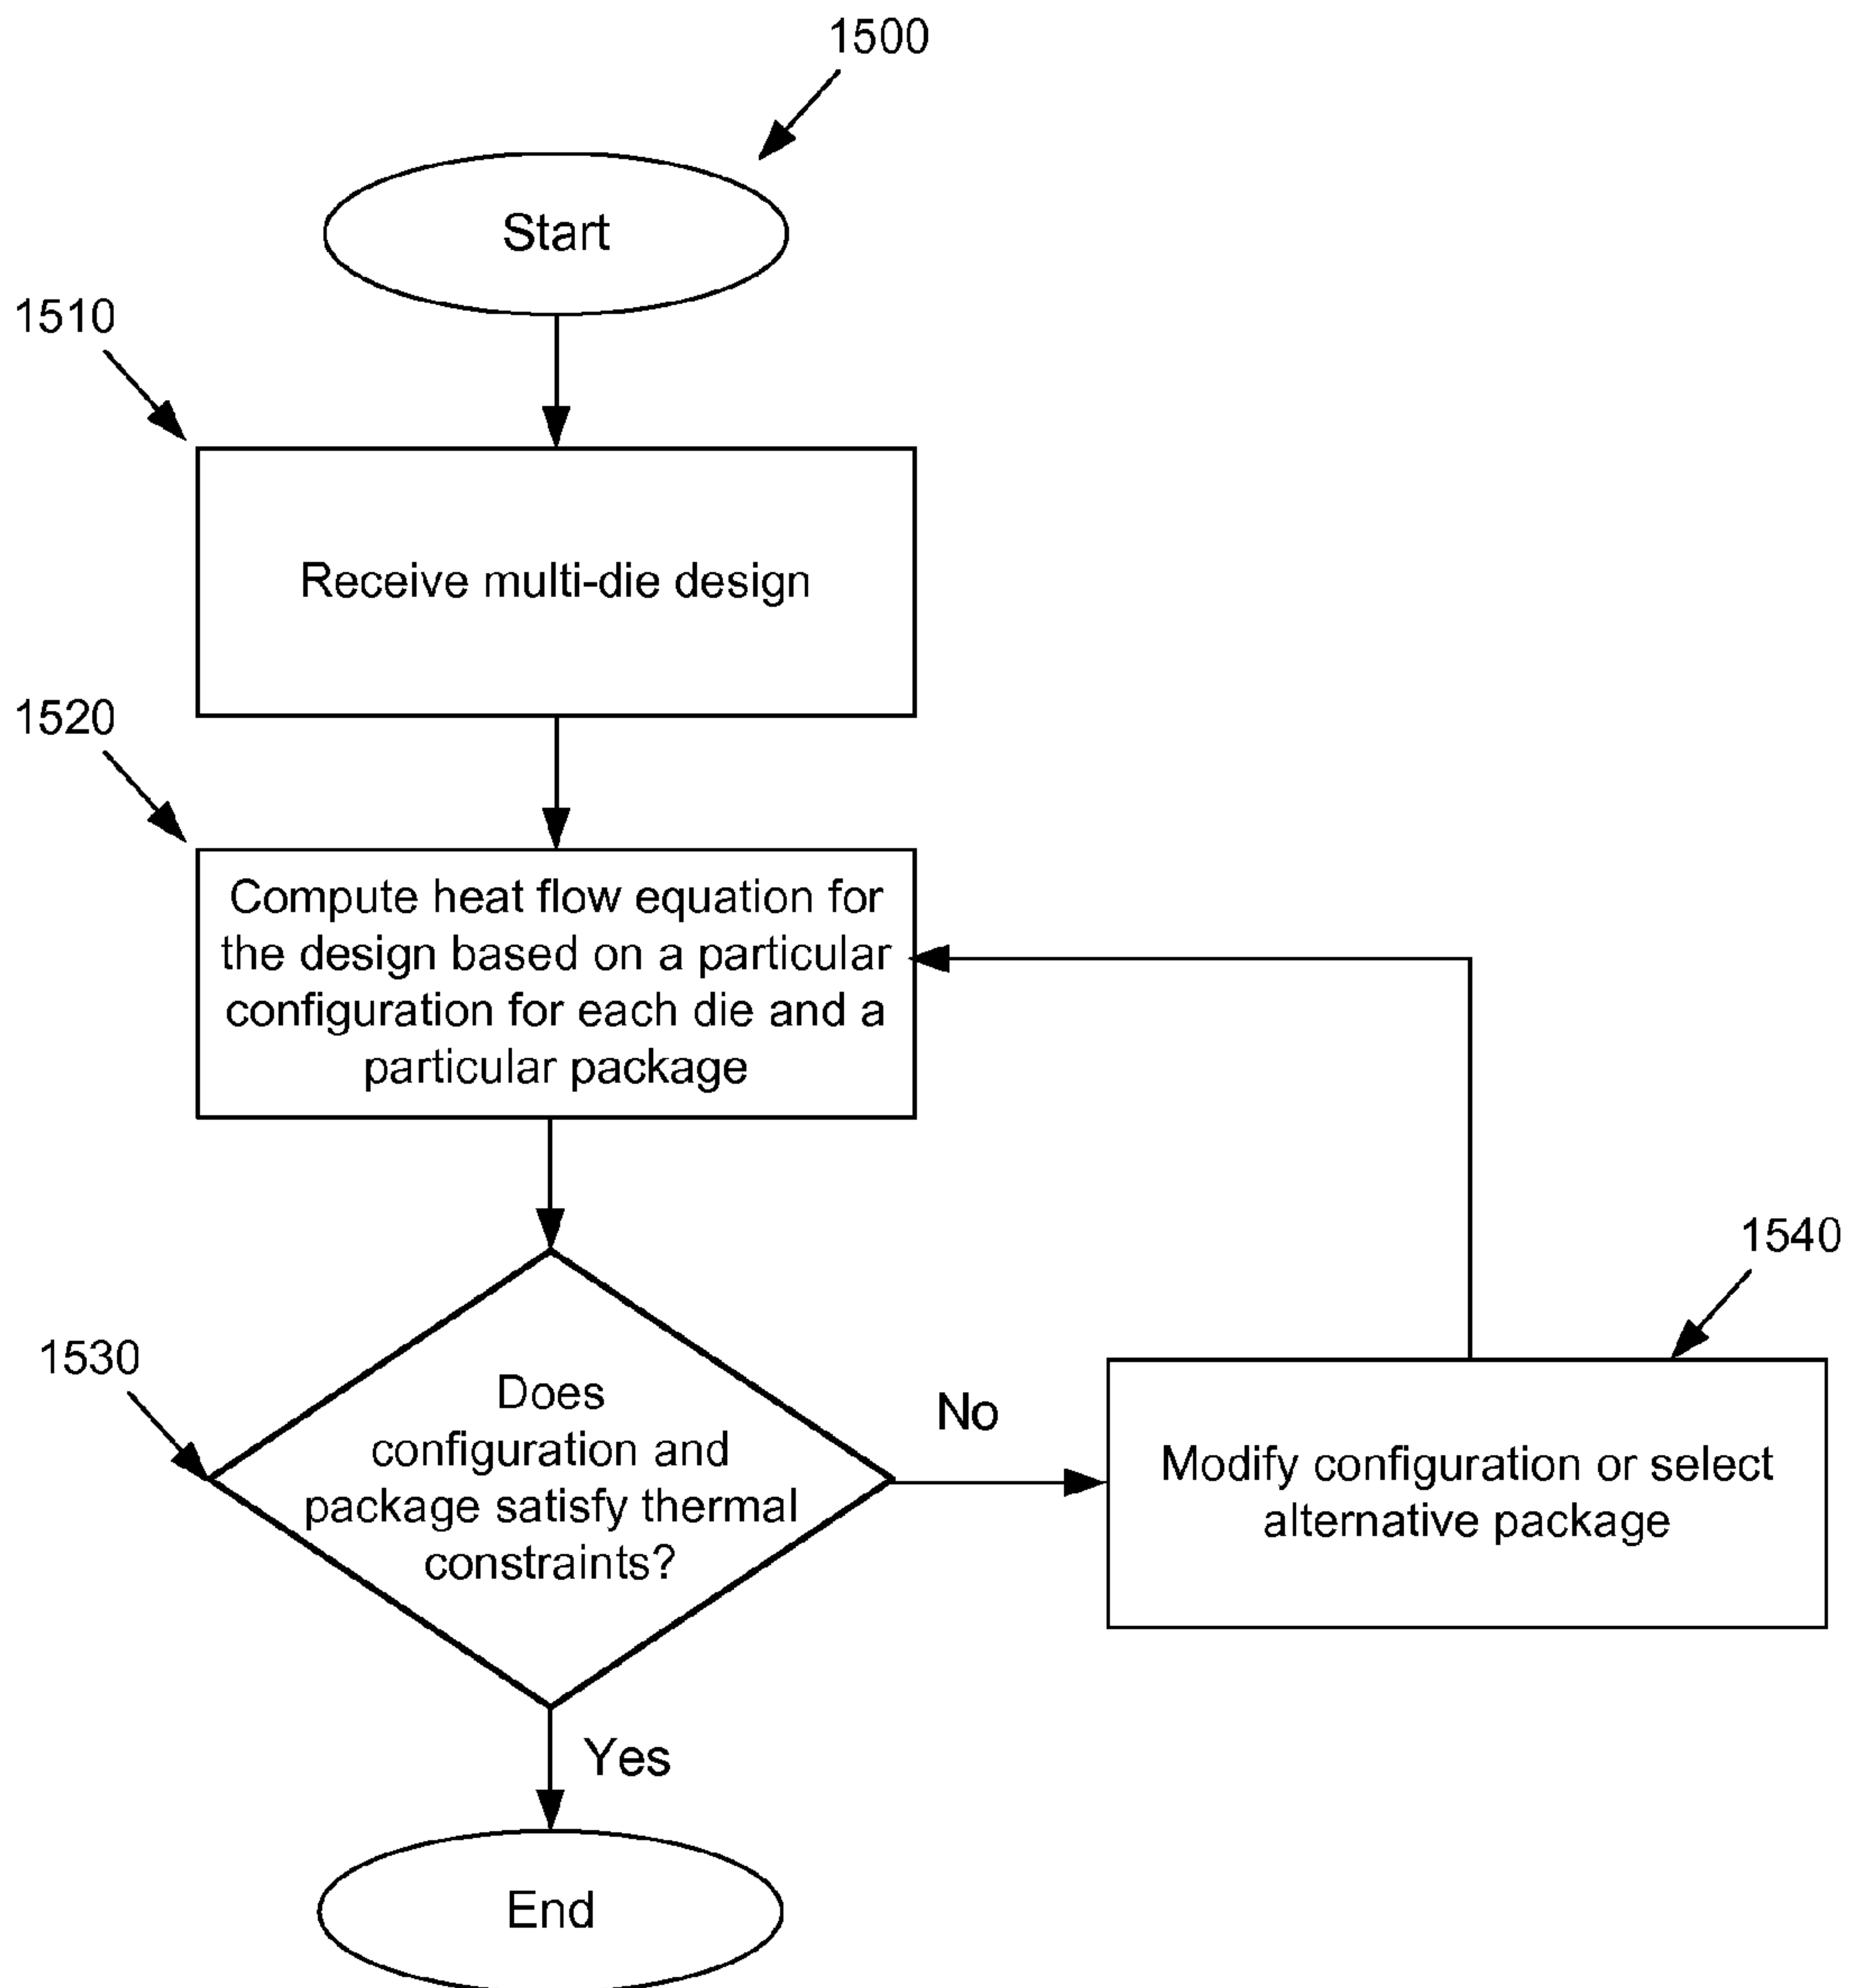 1500
Start
1510
Receive multi-die design
1520
Compute heat flow equation for
the design based on a particular
configuration for each die and a
particular package
1530
Does
configuration and
package satisfy thermal
constraints?
No
1540
Modify configuration or select
alternative package
Yes
End